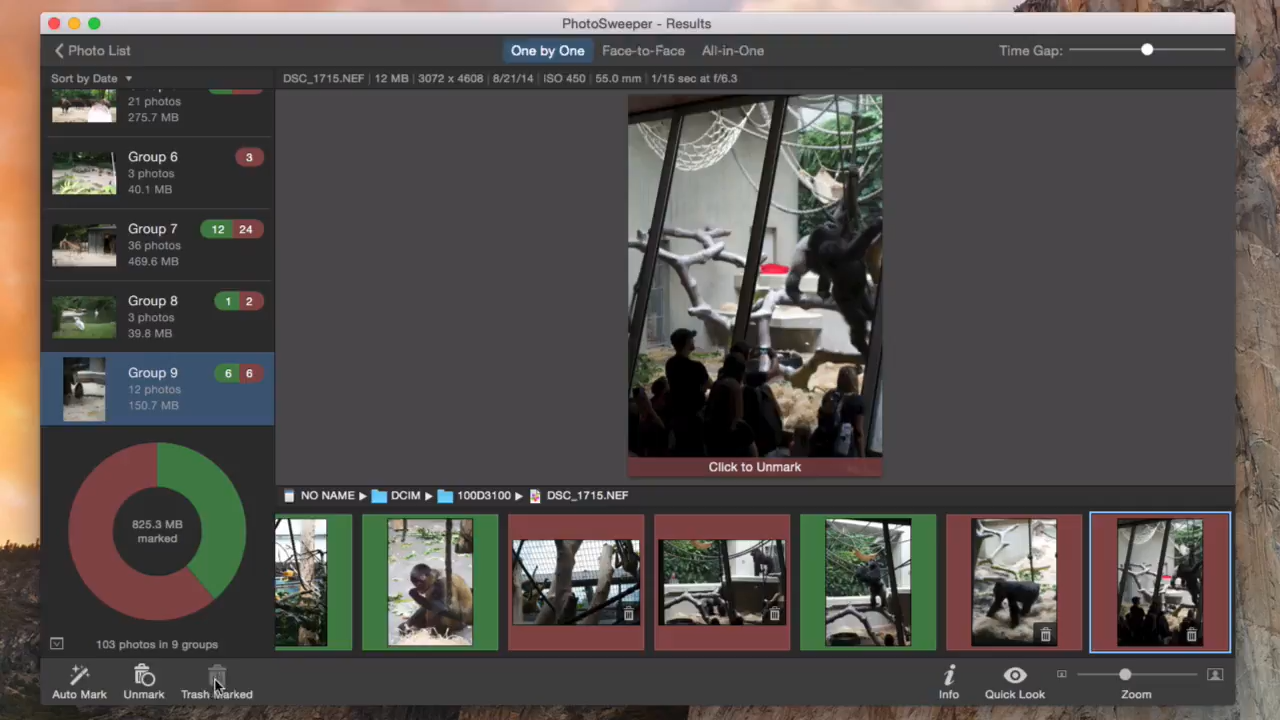 PhotoSweeper - Results
Photo List
One by One Face-to-Face All-in-One
Time Gap:
Sort by Date
DSC_1715.NEF | 12 MB | 3072 x 4608 | 8/21/14 | ISO 450 | 55.0 mm | 1/15 sec at f/6.3
21 photos
275.7 MB
Group 6 3
3 photos
40.1 MB
Group 7 12 24
36 photos
469.6 MB
Group 8 1 2
3 photos
39.8 MB
Group 9 6 6
12 photos
150.7 MB
825.3 MB
marked
103 photos in 9 groups
Click to Unmark
NO NAME DCIM 100D3100 DSC_1715.NEF
Auto Mark Unmark Trash Marked
Info Quick Look Zoom